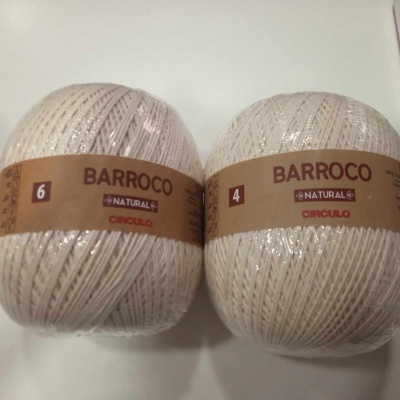 6
BARROCO
NATURAL
CIRCULO
4
BARROCO
NATURAL
CIRCULO